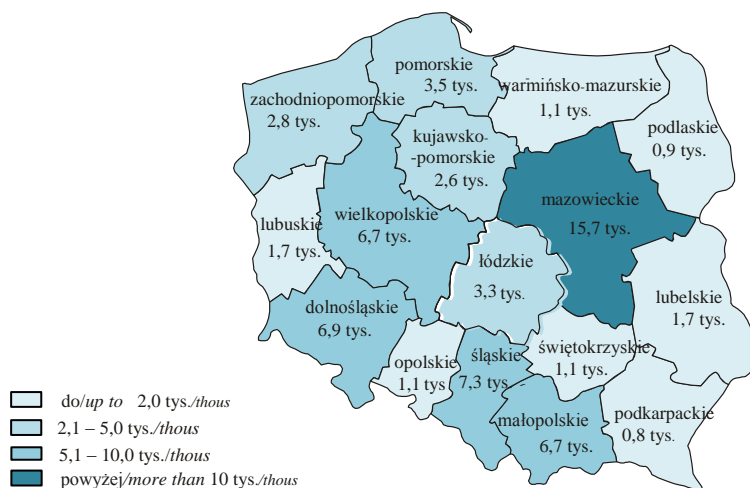 pomorskie
3,5 tys.
warmińsko-mazurskie
1,1 tys.
zachodniopomorskie
2,8 tys.
podlaskie
0,9 tys.
kujawsko-
-pomorskie
2,6 tys.
mazowieckie
15,7 tys.
lubuskie
1,7 tys.
wielkopolskie
6,7 tys.
łódzkie
3,3 tys.
lubelskie
1,7 tys.
dolnośląskie
6,9 tys.
opolskie
1,1 tys
śląskie
7,3 tys.
świętokrzyskie
1,1 tys.
małopolskie
6,7 tys.
podkarpackie
0,8 tys.
do/up to 2,0 tys./thous
2,1 – 5,0 tys./thous
5,1 – 10,0 tys./thous
powyżej/more than 10 tys./thous